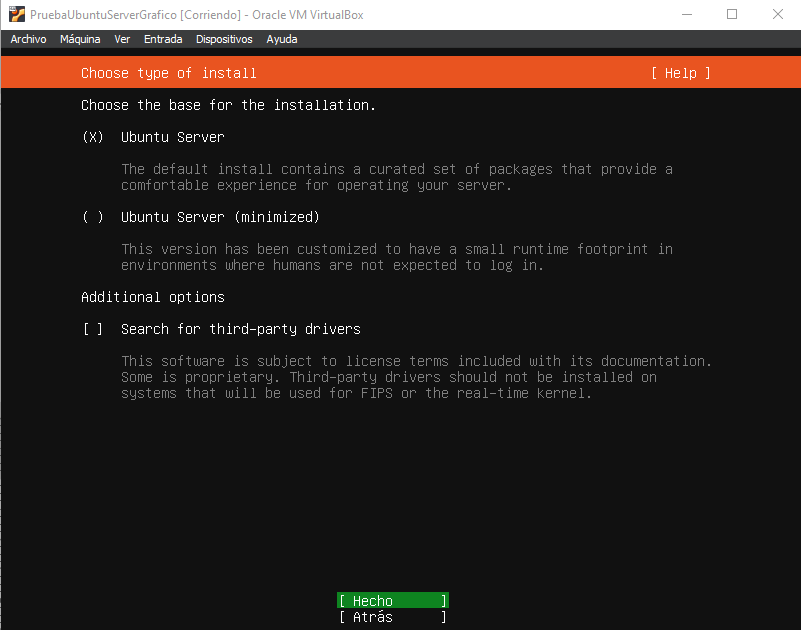 PruebaUbuntuServerGrafico [Corriendo] - Oracle VM VirtualBox
Archivo Máquina Ver Entrada Dispositivos Ayuda
Choose type of install [ Help ]
Choose the base for the installation.
(X) Ubuntu Server
The default install contains a curated set of packages that provide a
comfortable experience for operating your server.
( ) Ubuntu Server (minimized)
This version has been customized to have a small runtime footprint in
environments where humans are not expected to log in.
Additional options
[ ] Search for third-party drivers
This software is subject to license terms included with its documentation.
Some is proprietary. Third-party drivers should not be installed on
systems that will be used for FIPS or the real-time kernel.
[ Hecho ]
[ Atrás ]